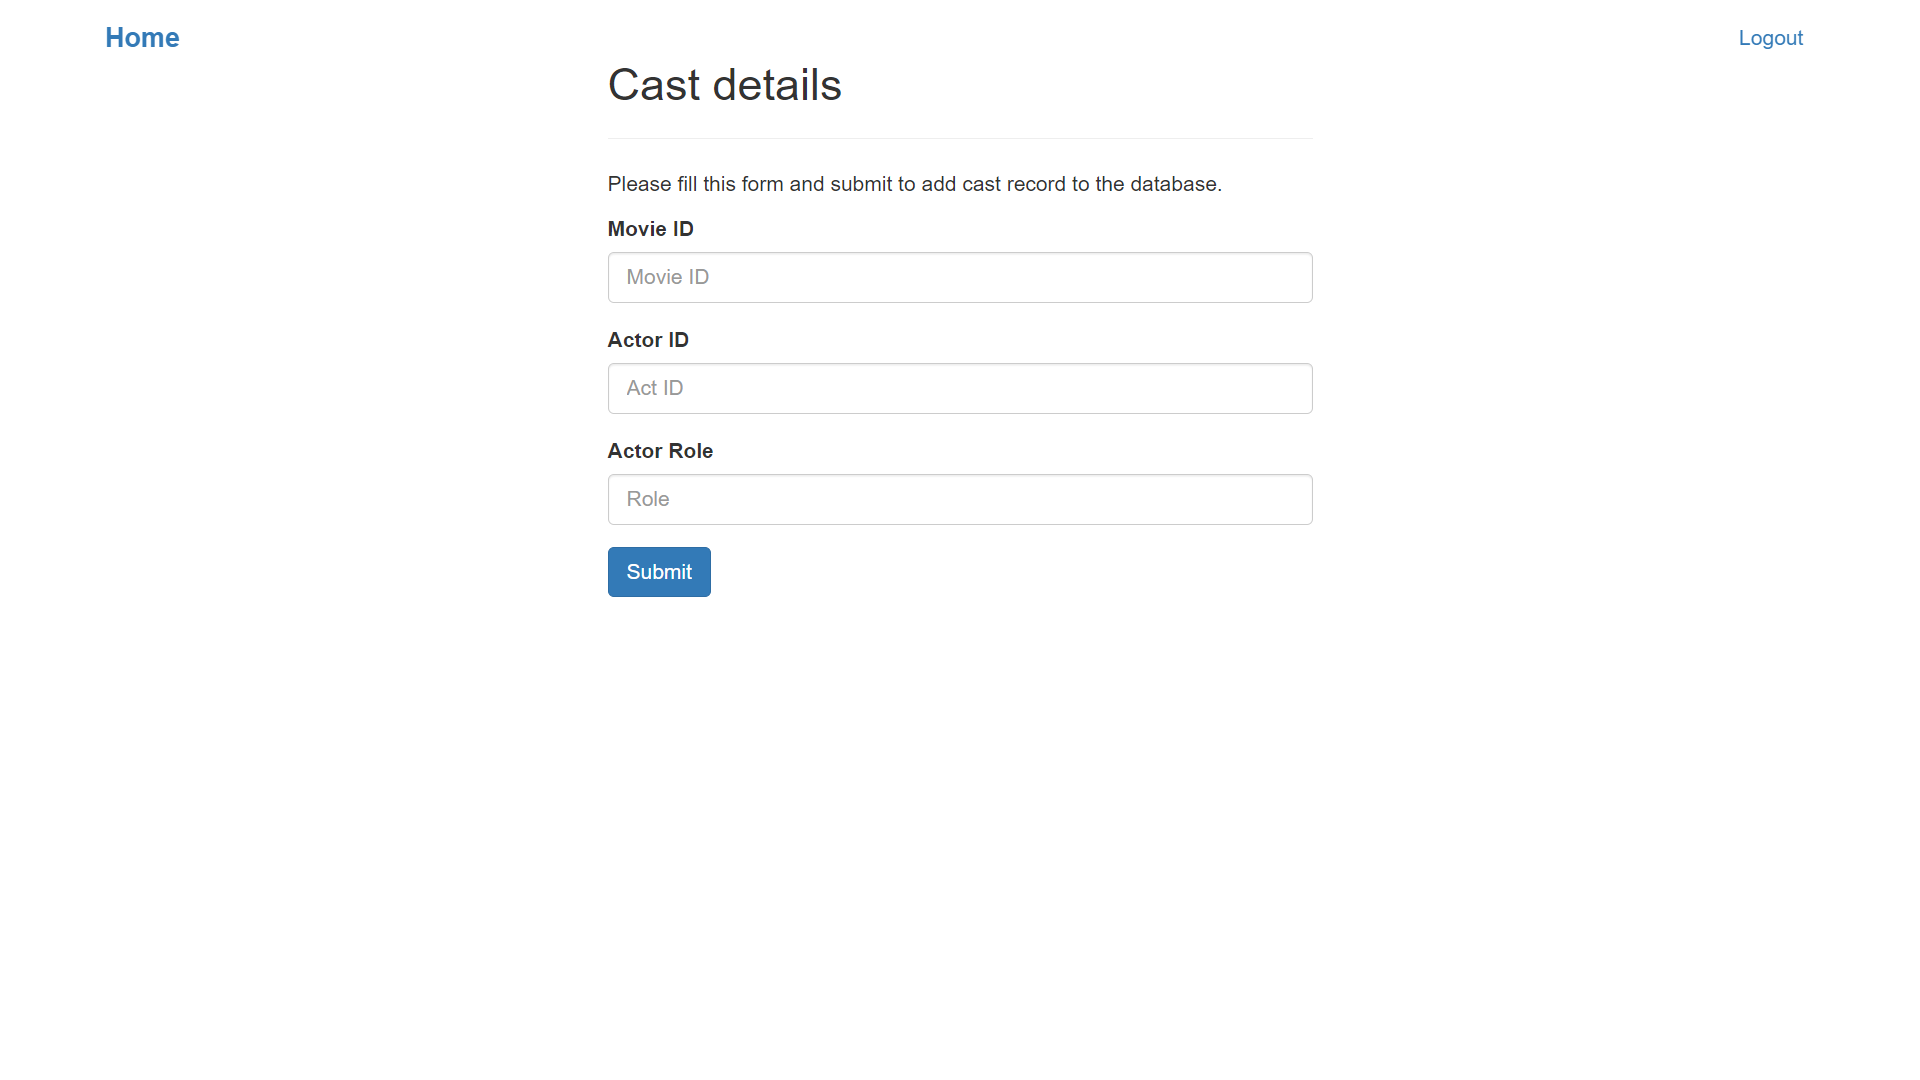 Home
Logout
Cast details
Please fill this form and submit to add cast record to the database.
Movie ID
Movie ID
Actor ID
Act ID
Actor Role
Role
Submit